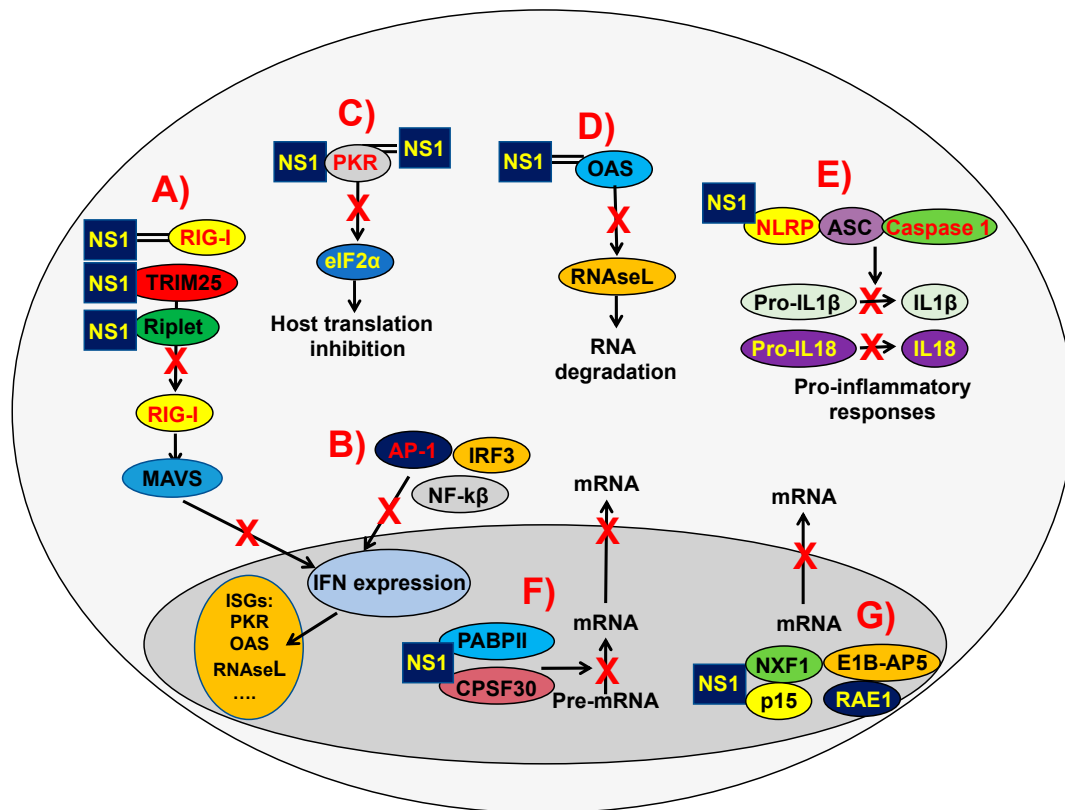 A)
NS1
RIG-I
NS1
TRIM25
NS1
Riplet
X
RIG-I
MAVS
X
B)
AP-1
IRF3
NF-kβ
X
IFN expression
ISGs:
PKR
OAS
RNAseL
....
C)
NS1
PKR
NS1
X
eIF2α
Host translation
inhibition
D)
NS1
OAS
X
RNAseL
RNA
degradation
E)
NS1
NLRP
ASC
Caspase 1
Pro-IL1β
X
IL1β
Pro-IL18
X
IL18
Pro-inflammatory
responses
F)
mRNA
X
mRNA
X
Pre-mRNA
NS1
PABPII
CPSF30
G)
mRNA
X
mRNA
NS1
NXF1
p15
E1B-AP5
RAE1